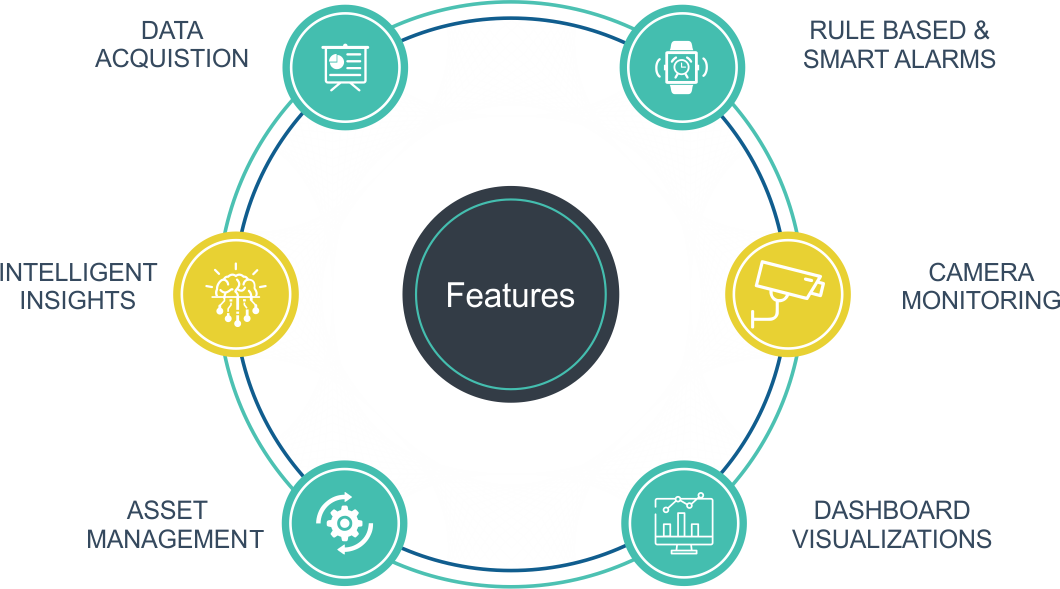 DATA
ACQUISTION
RULE BASED &
SMART ALARMS
INTELLIGENT
INSIGHTS
Features
CAMERA
MONITORING
ASSET
MANAGEMENT
DASHBOARD
VISUALIZATIONS